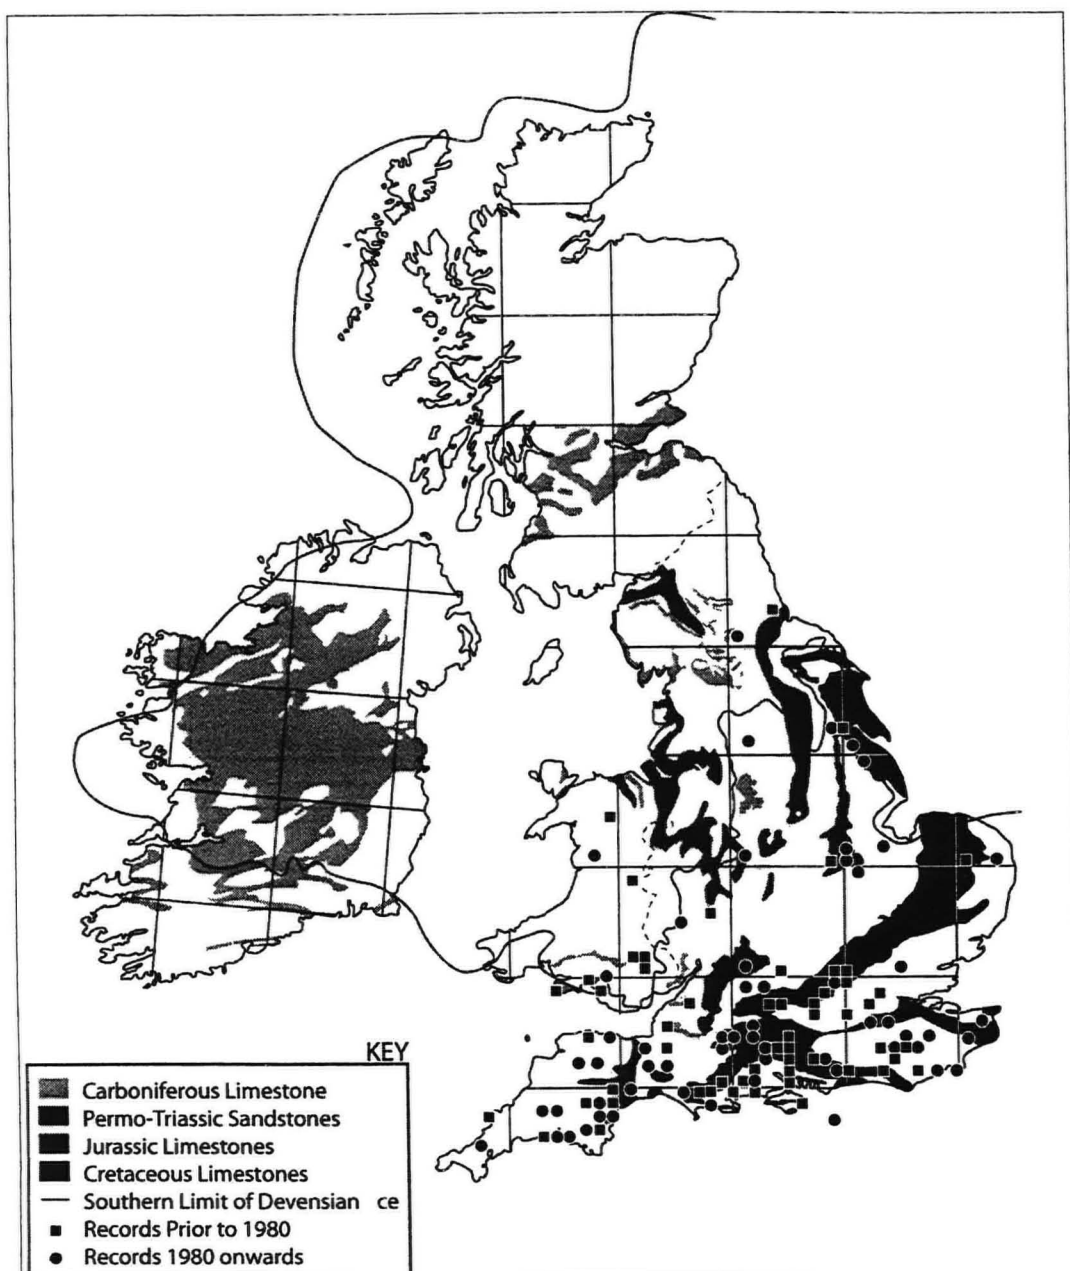 KEY
Carboniferous Limestone
Permo-Triassic Sandstones
Jurassic Limestones
Cretaceous Limestones
Southern Limit of Devensian ce
Records Prior to 1980
Records 1980 onwards